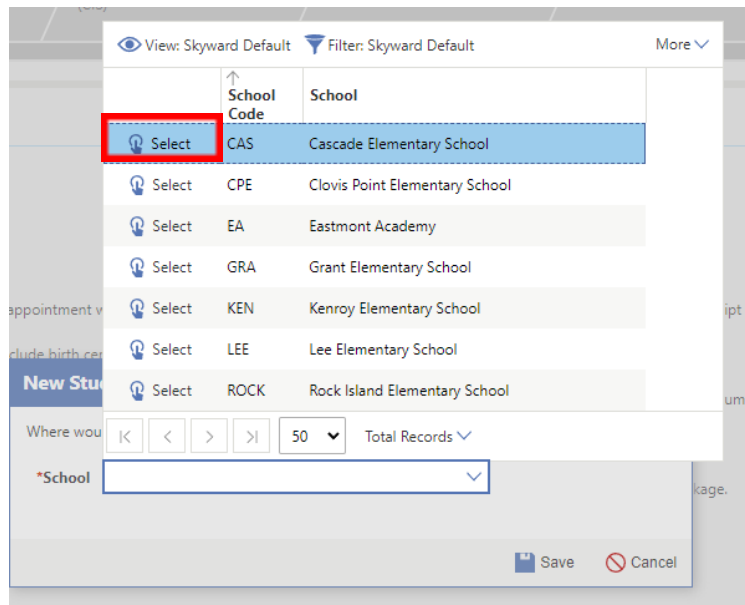 View: Skyward Default Filter: Skyward Default More
School Code School
Select CAS Cascade Elementary School
Select CPE Clovis Point Elementary School
Select EA Eastmont Academy
Select GRA Grant Elementary School
appointment w ipt
Select KEN Kenroy Elementary School
Select LEE Lee Elementary School
clude birth cer
New Stu
Select ROCK Rock Island Elementary School
um
Where wou
50 Total Records
*School
kage.
Save Cancel